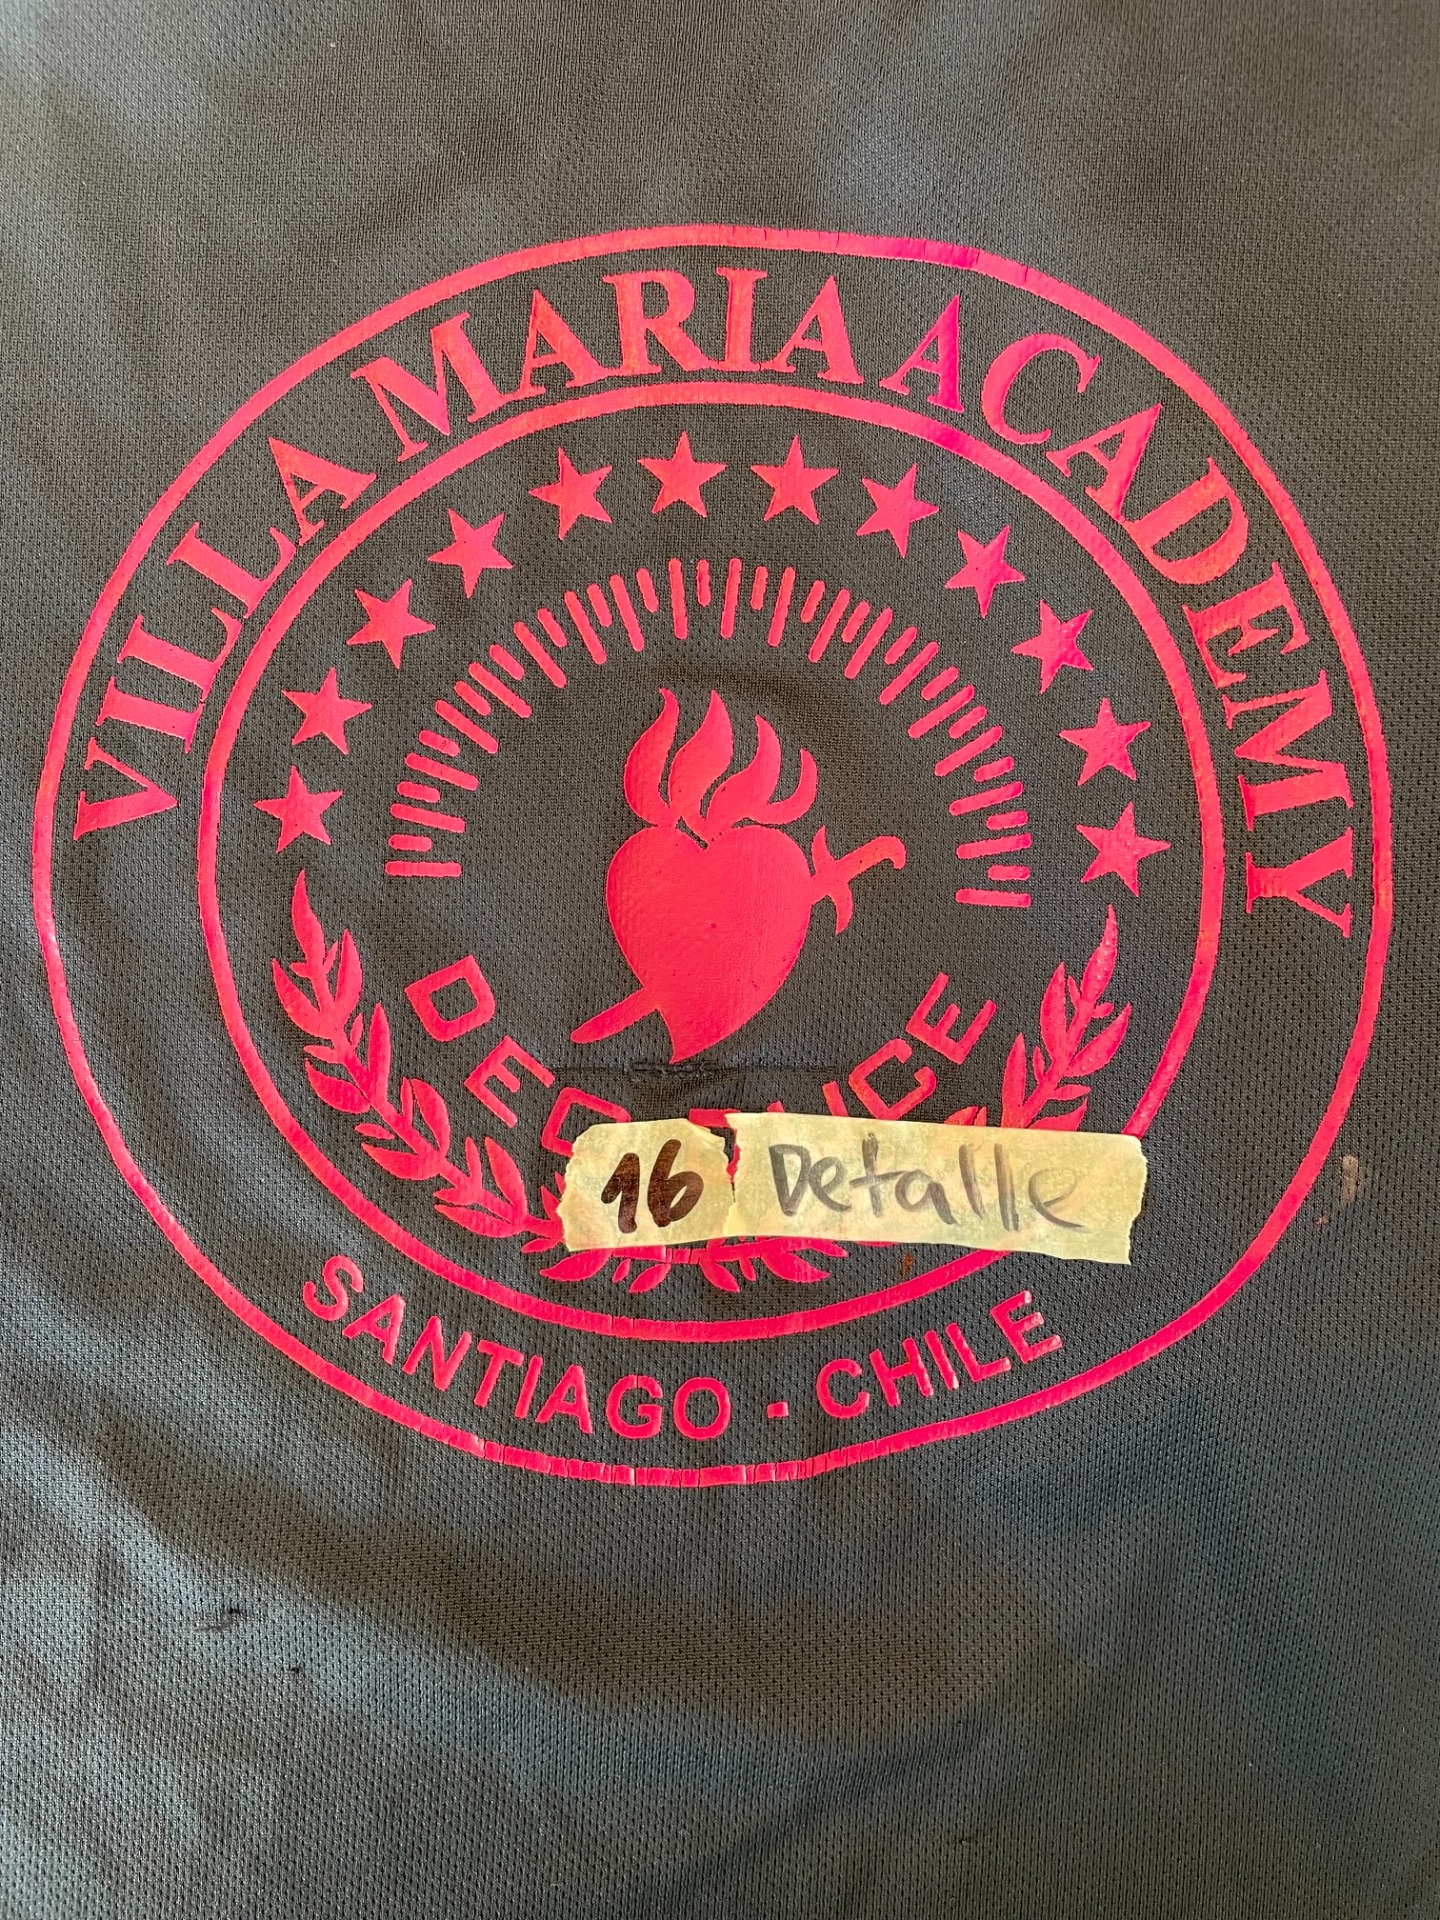 VILLA MARIA ACADEMY
16 Detalle
SANTIAGO - CHILE